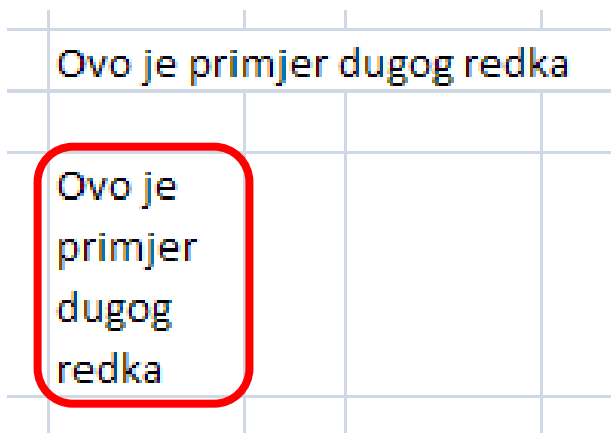 Ovo je primjer dugog redka
Ovo je
primjer
dugog
redka